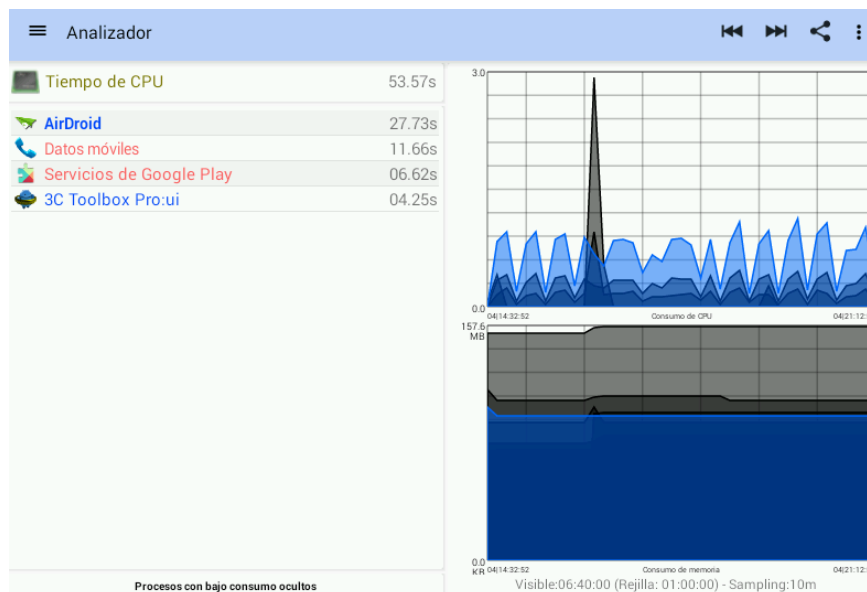 Analizador
Tiempo de CPU 53.57s
AirDroid 27.73s
Datos móviles 11.66s
Servicios de Google Play 06.62s
3C Toolbox Pro:ui 04.25s
Procesos con bajo consumo ocultos
3.0
0.0
04|14:32:52 Consumo de CPU 04|21:12:
157.6
MB
0.0
KB
04|14:32:52 Consumo de memoria 04|21:12:
Visible:06:40:00 (Rejilla: 01:00:00) - Sampling:10m